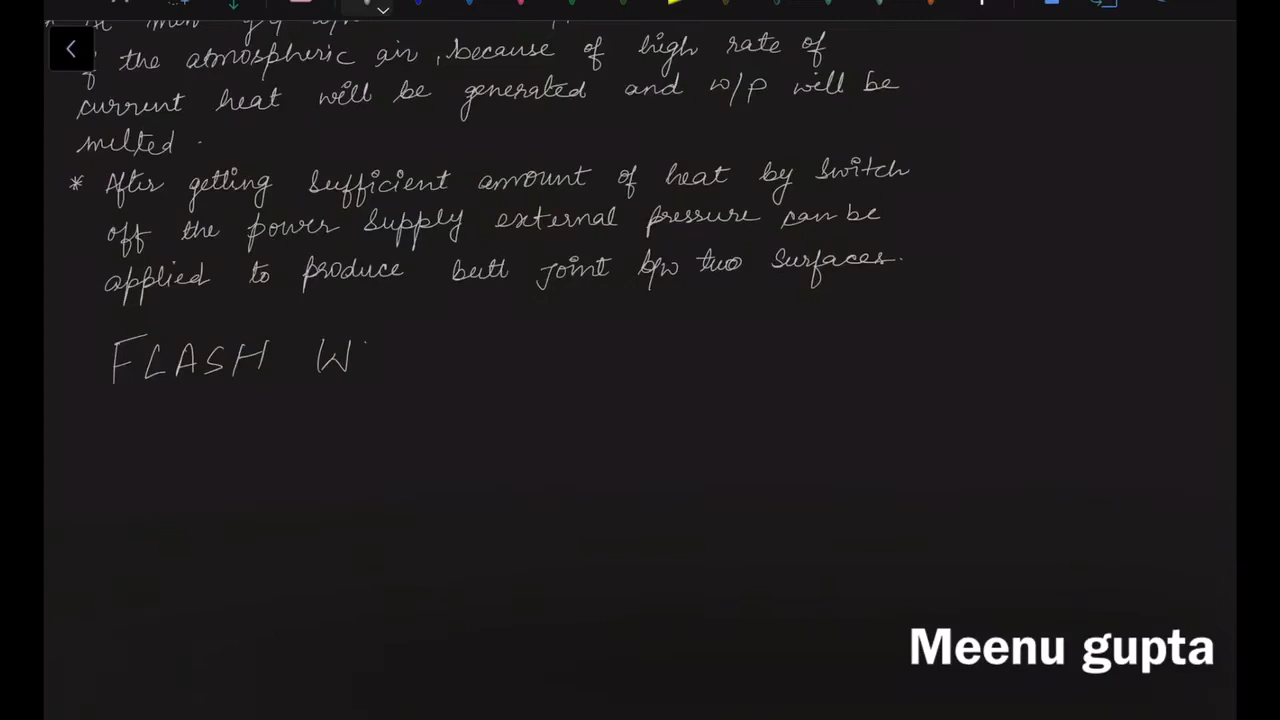 of the atmospheric air, because of high rate of
current heat will be generated and w/p will be
melted.
* After getting sufficient amount of heat by switch
off the power supply external pressure can be
applied to produce butt joint b/w two surfaces.
FLASH W
Meenu gupta